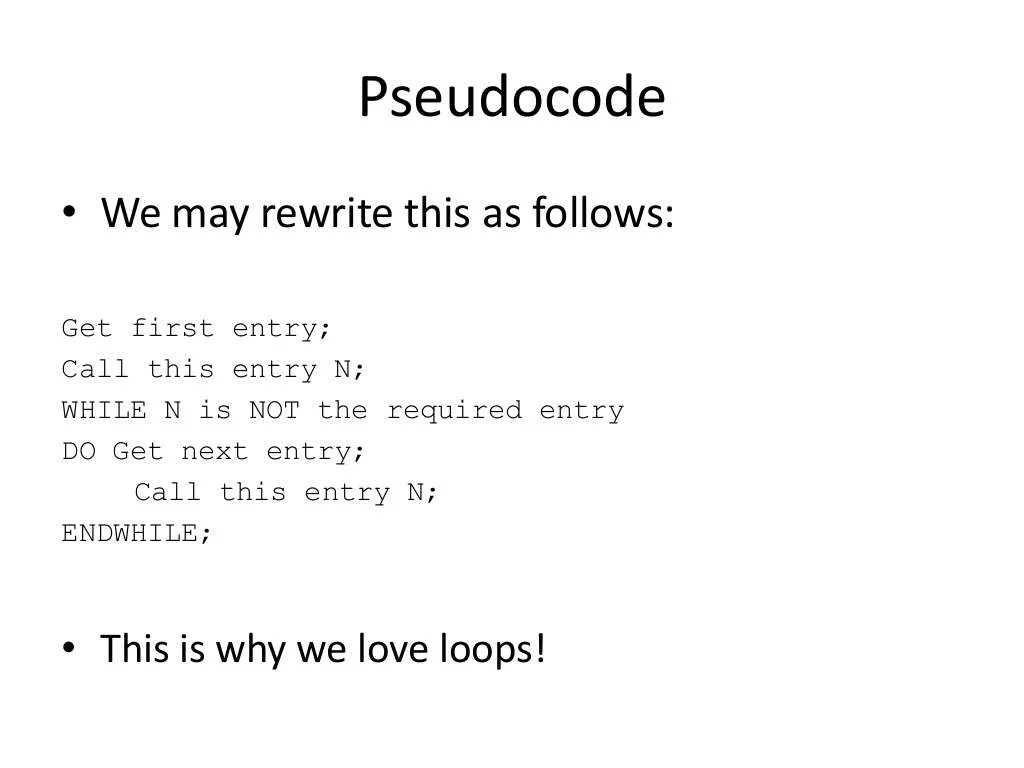 Pseudocode
• We may rewrite this as follows:
Get first entry;
Call this entry N;
WHILE N is NOT the required entry
DO Get next entry;
Call this entry N;
ENDWHILE;
• This is why we love loops!